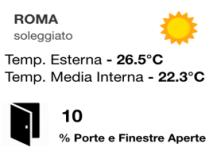 ROMA
soleggiato
Temp. Esterna - 26.5°C
Temp. Media Interna - 22.3°C
10
% Porte e Finestre Aperte